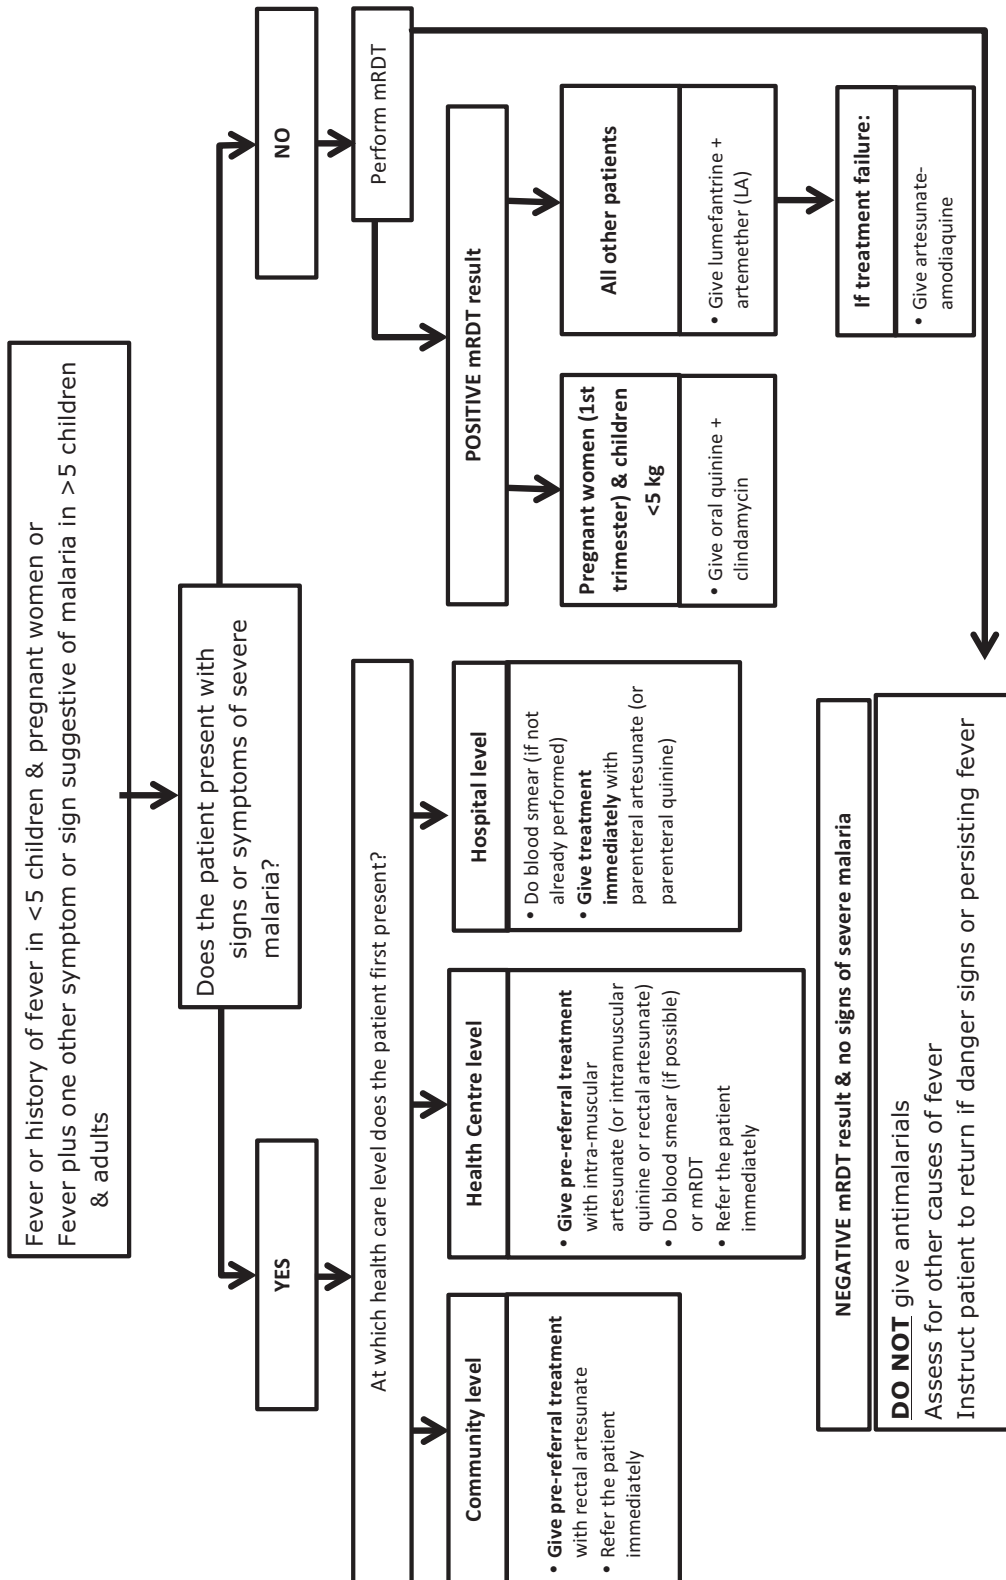 Fever or history of fever in <5 children & pregnant women or
Fever plus one other symptom or sign suggestive of malaria in >5 children
& adults
Does the patient present with
signs or symptoms of severe
malaria?
YES
NO
At which health care level does the patient first present?
Perform mRDT
Community level
• Give pre-referral treatment
with rectal artesunate
• Refer the patient
immediately
Health Centre level
• Give pre-referral treatment
with intra-muscular
artesunate (or intramuscular
quinine or rectal artesunate)
• Do blood smear (if possible)
or mRDT
• Refer the patient
immediately
Hospital level
• Do blood smear (if not
already performed)
• Give treatment
immediately with
parenteral artesunate (or
parenteral quinine)
POSITIVE mRDT result
Pregnant women (1st
trimester) & children
<5 kg
• Give oral quinine +
clindamycin
All other patients
• Give lumefantrine +
artemether (LA)
If treatment failure:
• Give artesunate-
amodiaquine
NEGATIVE mRDT result & no signs of severe malaria
DO NOT give antimalarials
Assess for other causes of fever
Instruct patient to return if danger signs or persisting fever